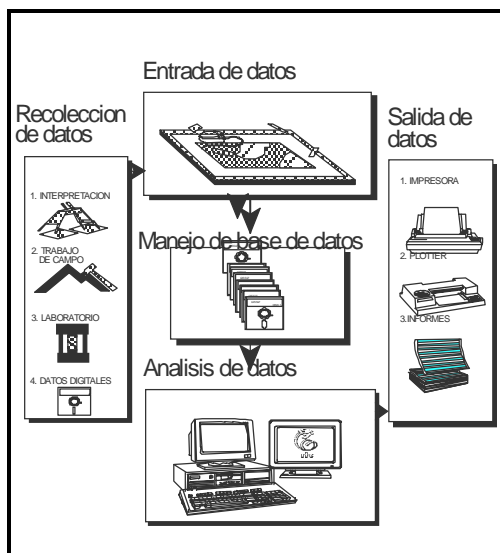 Entrada de datos
Recoleccion
de datos
1. INTERPRETACION
2. TRABAJO
DE CAMPO
3. LABORATORIO
4. DATOS DIGITALES
Manejo de base de datos
Analisis de datos
Salida de
datos
1. IMPRESORA
2. PLOTTER
3.INFORMES